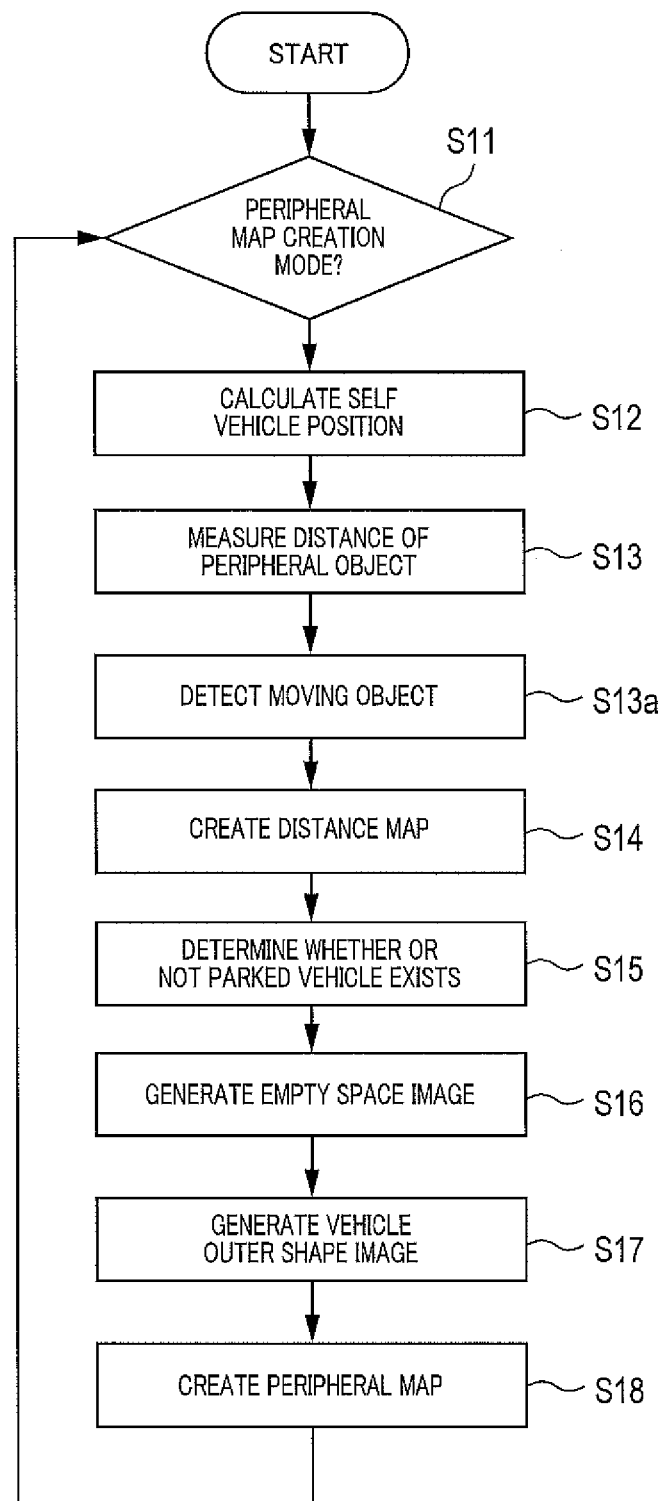 START
S11
PERIPHERAL
MAP CREATION
MODE?
CALCULATE SELF
VEHICLE POSITION
S12
MEASURE DISTANCE OF
PERIPHERAL OBJECT
S13
DETECT MOVING OBJECT
S13a
CREATE DISTANCE MAP
S14
DETERMINE WHETHER OR
NOT PARKED VEHICLE EXISTS
S15
GENERATE EMPTY SPACE IMAGE
S16
GENERATE VEHICLE
OUTER SHAPE IMAGE
S17
CREATE PERIPHERAL MAP
S18